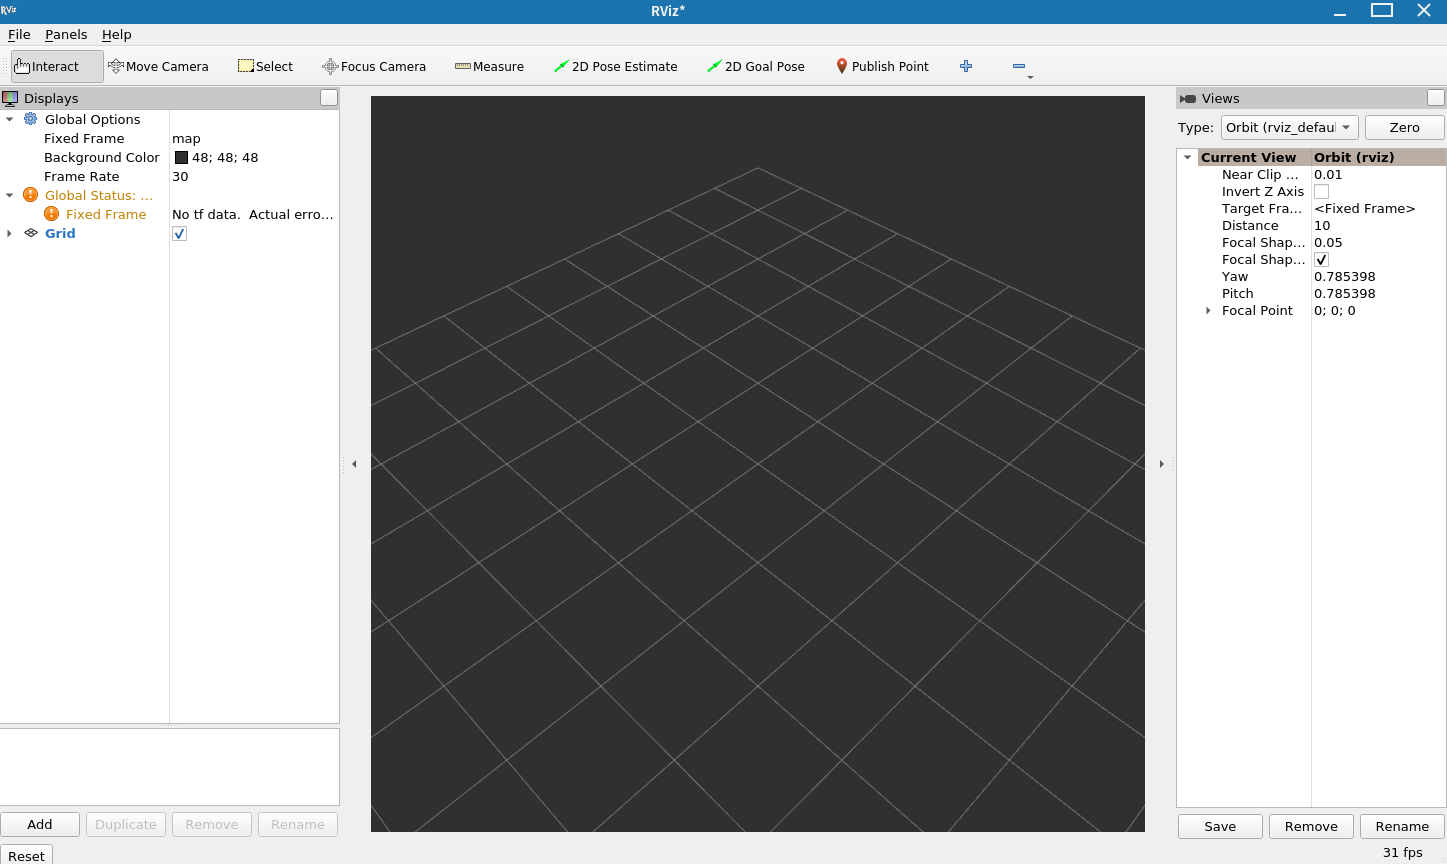 RViz
RViz*
File Panels Help
Interact Move Camera Select Focus Camera Measure 2D Pose Estimate 2D Goal Pose Publish Point
Displays
Global Options
Fixed Frame map
Background Color 48; 48; 48
Frame Rate 30
Global Status: ...
Fixed Frame No tf data. Actual erro...
Grid
Add Duplicate Remove Rename
Reset
Views
Type: Orbit (rviz_defau Zero
Current View Orbit (rviz)
Near Clip ... 0.01
Invert Z Axis
Target Fra... <Fixed Frame>
Distance 10
Focal Shap... 0.05
Focal Shap...
Yaw 0.785398
Pitch 0.785398
Focal Point 0; 0; 0
Save Remove Rename
31 fps